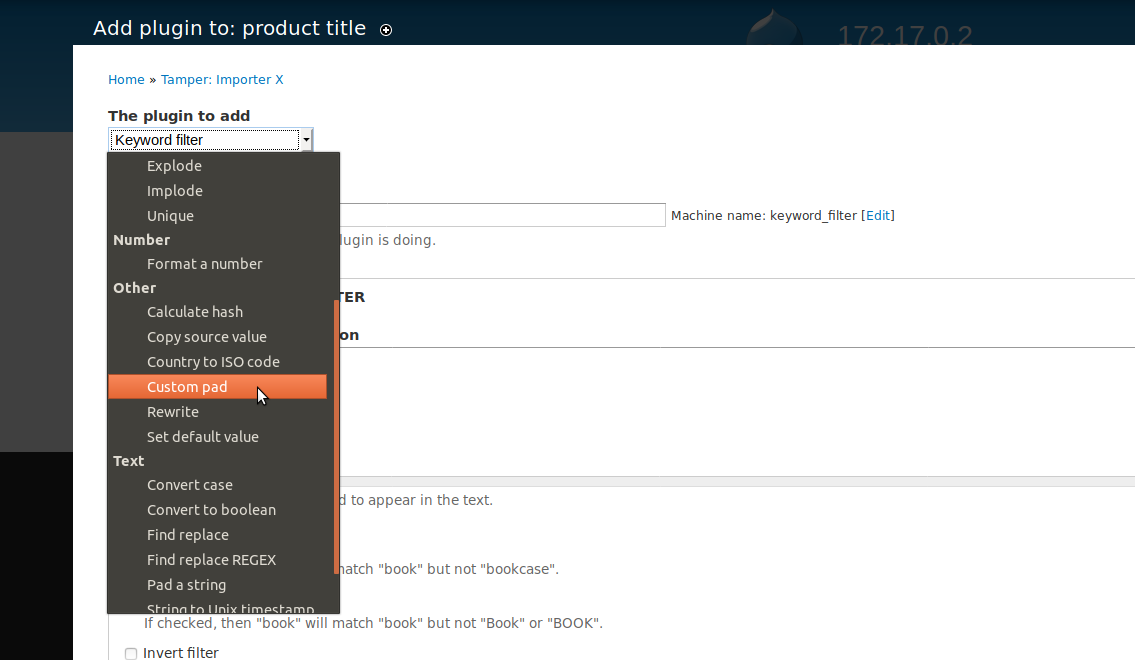 Add plugin to: product title
172.17.0.2
Home » Tamper: Importer X
The plugin to add
Keyword filter
Explode
Implode
Unique
Machine name: keyword_filter [Edit]
Number
lugin is doing.
Format a number
Other
TER
Calculate hash
Copy source value
on
Country to ISO code
Custom pad
Rewrite
Set default value
Text
Convert case
Convert to boolean
d to appear in the text.
Find replace
Find replace REGEX
match "book" but not "bookcase".
Pad a string
String to Unix timestamp
If checked, then "book" will match "book" but not "Book" or "BOOK".
Invert filter